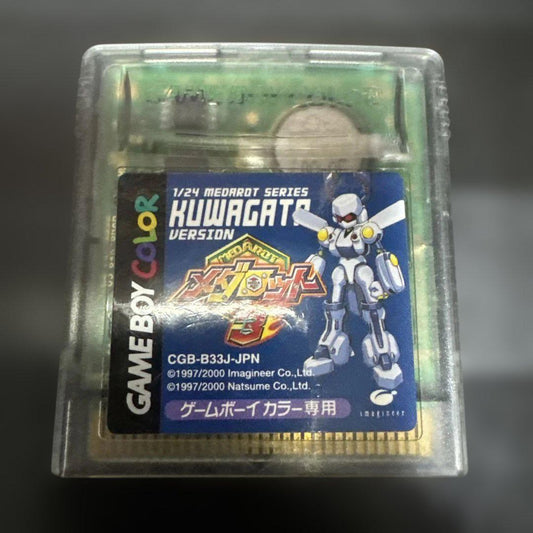 GAME BOY COLOR
1/24 MEDAROT SERIES
KUWAGATA
VERSION
MEDAROT
メダロット
3
CGB-B33J-JPN
©1997/2000 Imagineer Co.,Ltd.
©1997/2000 Natsume Co.,Ltd.
ゲームボーイカラー専用
imagineer